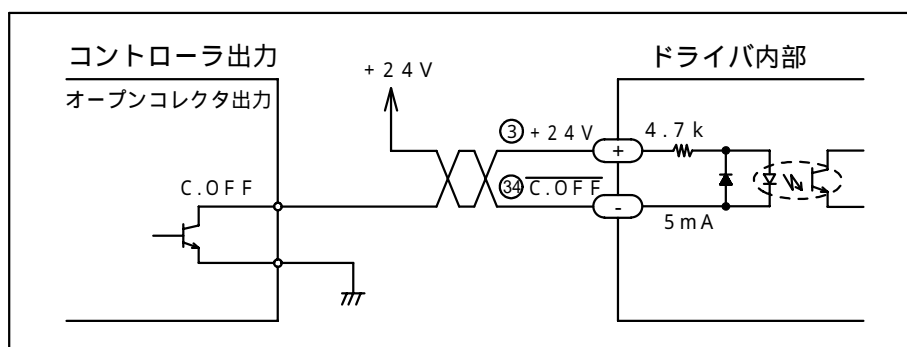 コントローラ出力
オープンコレクタ出力
C.OFF
+24V
③ +24V
㉞ C.OFF
ドライバ内部
4.7k
+
-
5mA